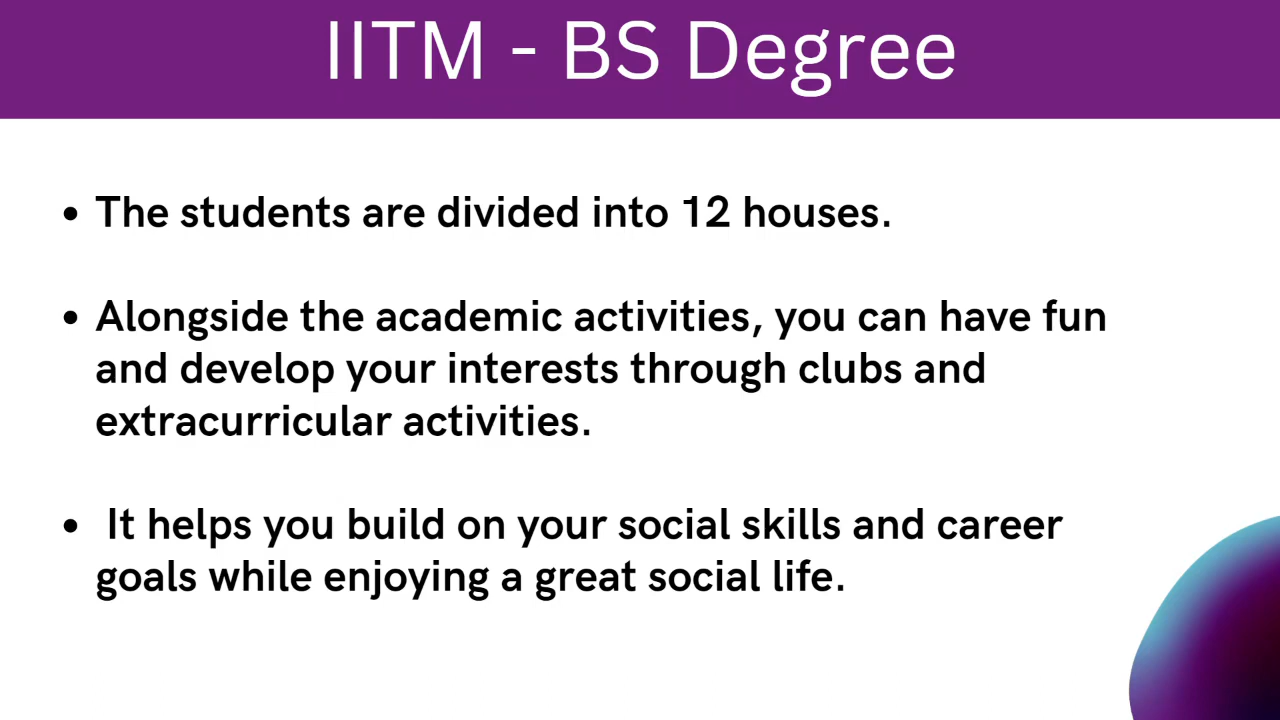 IITM - BS Degree
• The students are divided into 12 houses.
• Alongside the academic activities, you can have fun
and develop your interests through clubs and
extracurricular activities.
• It helps you build on your social skills and career
goals while enjoying a great social life.